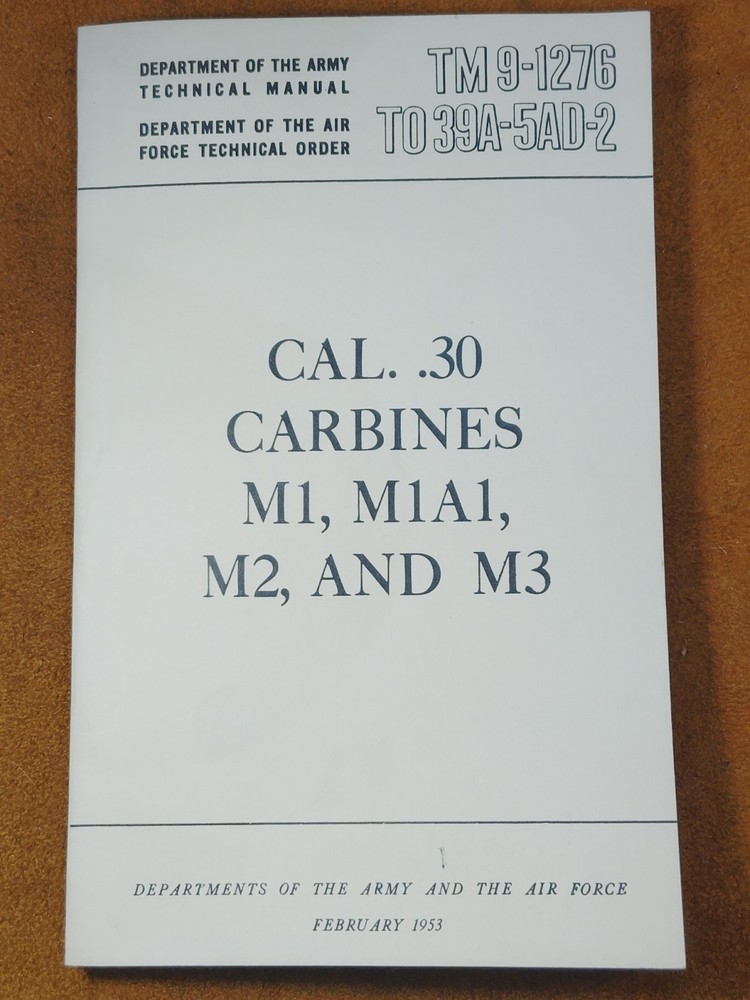 DEPARTMENT OF THE ARMY
TECHNICAL MANUAL
DEPARTMENT OF THE AIR
FORCE TECHNICAL ORDER
TM 9-1276
TO 39A-5AD-2
CAL. .30
CARBINES
M1, M1A1,
M2, AND M3
DEPARTMENTS OF THE ARMY AND THE AIR FORCE
FEBRUARY 1953